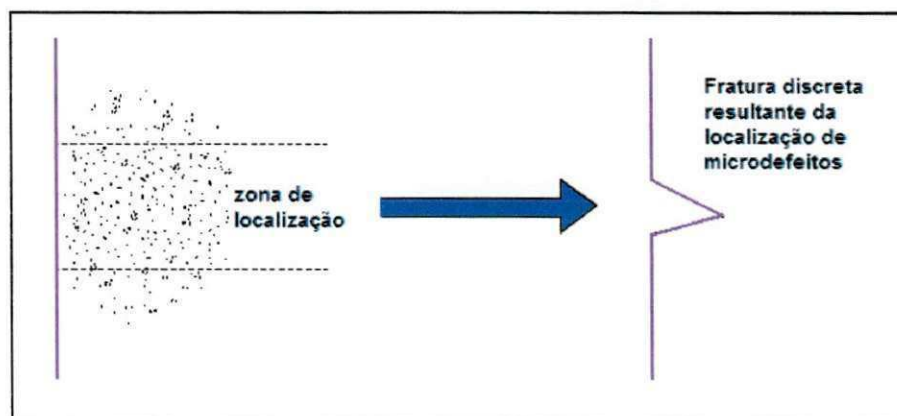 zona de
localização
Fratura discreta
resultante da
localização de
microdefeitos